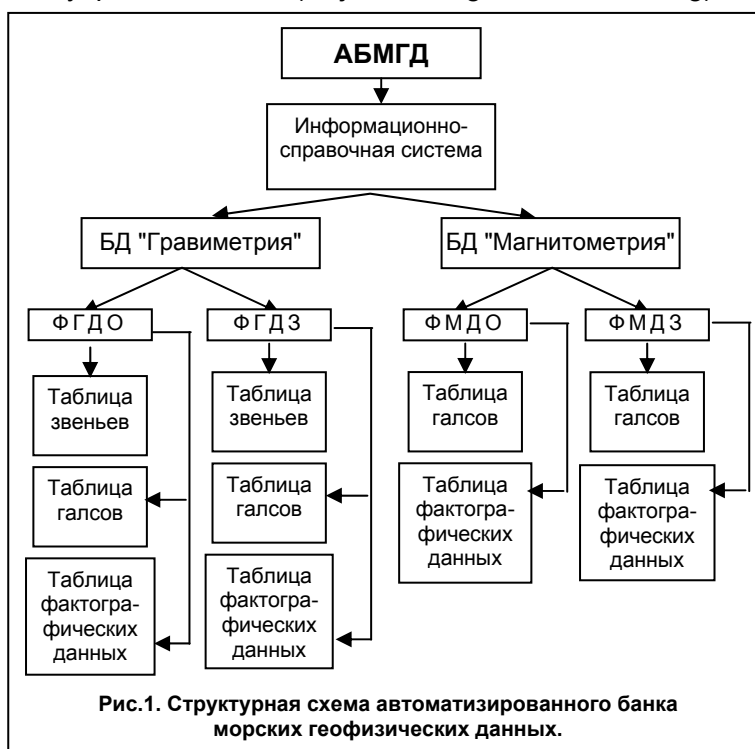 АБМГД
Информационно-
справочная система
БД "Гравиметрия"
БД "Магнитометрия"
ФГДО
ФГДЗ
ФМДО
ФМДЗ
Таблица
звеньев
Таблица
звеньев
Таблица
галсов
Таблица
галсов
Таблица
галсов
Таблица
галсов
Таблица
фактогра-
фических
данных
Таблица
фактогра-
фических
данных
Таблица
фактогра-
фических
данных
Таблица
фактогра-
фических
данных
Рис.1. Структурная схема автоматизированного банка
морских геофизических данных.